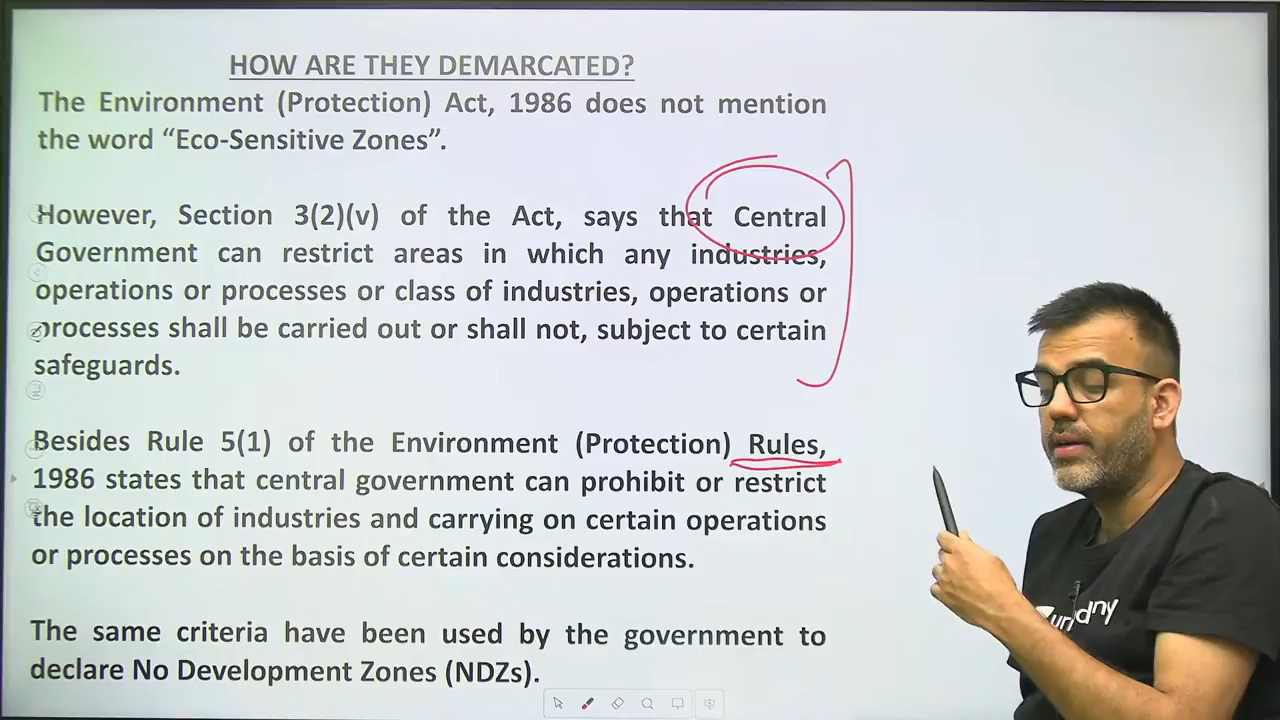 HOW ARE THEY DEMARCATED?
The Environment (Protection) Act, 1986 does not mention
the word “Eco-Sensitive Zones”.
However, Section 3(2)(v) of the Act, says that Central
Government can restrict areas in which any industries,
operations or processes or class of industries, operations or
processes shall be carried out or shall not, subject to certain
safeguards.
Besides Rule 5(1) of the Environment (Protection) Rules,
1986 states that central government can prohibit or restrict
the location of industries and carrying on certain operations
or processes on the basis of certain considerations.
The same criteria have been used by the government to
declare No Development Zones (NDZs).